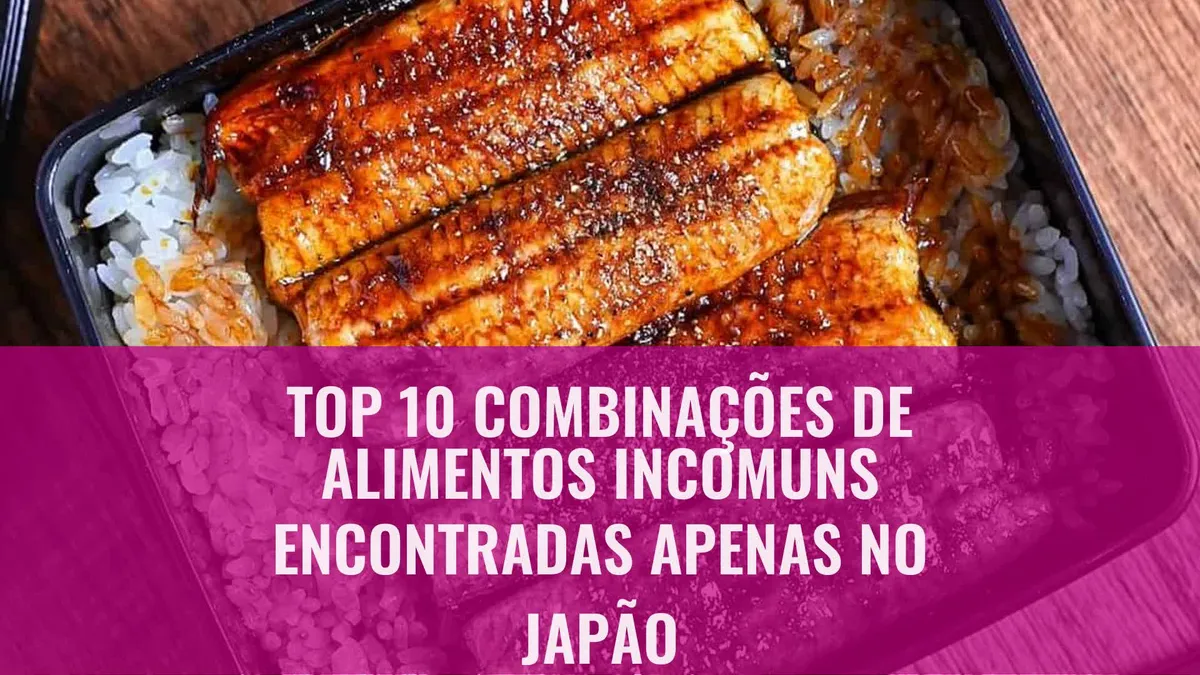 TOP 10 COMBINAÇÕES DE
ALIMENTOS INCOMUNS
ENCONTRADAS APENAS NO
JAPÃO